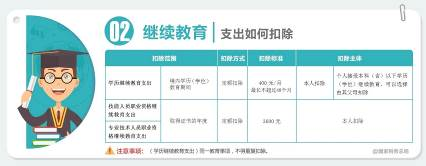 02 继续教育 | 支出如何扣除
扣除范围 扣除方式 扣除标准 扣除主体
学历继续教育支出 境内学历(学位)教育期间 定额扣除 400元/月 最长不超过48个月 本人扣除 个人接受本科(含)以下学历(学位)继续教育,可以选择由其父母扣除
技能人员职业资格继续教育支出
专业技术人员职业资格继续教育支出
取得证书的年度 定额扣除 3600元 本人扣除
注意事项:(学历继续教育支出)同一教育事项,不得重复扣除。
@国家税务总局